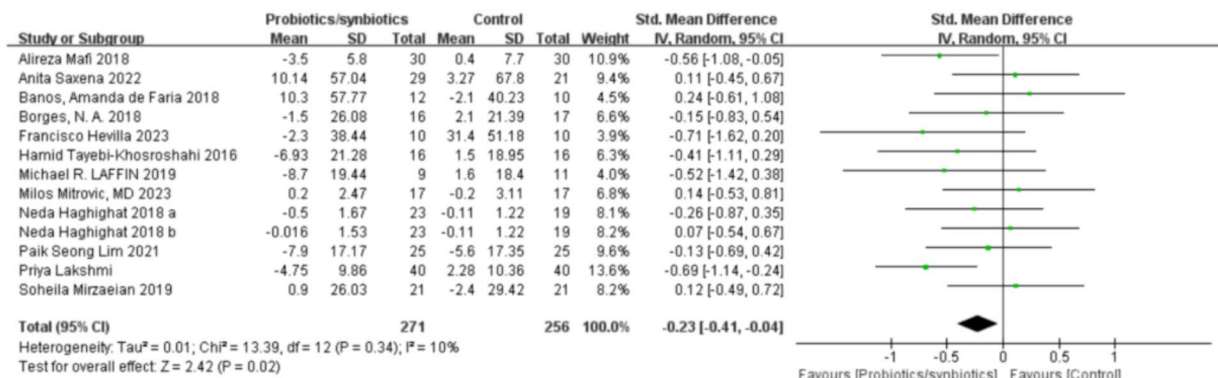 Probiotics/synbiotics Control Std. Mean Difference Std. Mean Difference
Study or Subgroup Mean SD Total Mean SD Total Weight IV, Random, 95% CI IV, Random, 95% CI
Alireza Mafi 2018 -3.5 5.8 30 0.4 7.7 30 10.9% -0.56 [-1.08, -0.05]
Anita Saxena 2022 10.14 57.04 29 3.27 67.8 21 9.4% 0.11 [-0.45, 0.67]
Banos, Amanda de Faria 2018 10.3 57.77 12 -2.1 40.23 10 4.5% 0.24 [-0.61, 1.08]
Borges, N. A. 2018 -1.5 26.08 16 2.1 21.39 17 6.6% -0.15 [-0.83, 0.54]
Francisco Hevilla 2023 -2.3 38.44 10 31.4 51.18 10 3.9% -0.71 [-1.62, 0.20]
Hamid Tayebi-Khosroshahi 2016 -6.93 21.28 16 1.5 18.95 16 6.3% -0.41 [-1.11, 0.29]
Michael R. LAFFIN 2019 -8.7 19.44 9 1.6 18.4 11 4.0% -0.52 [-1.42, 0.38]
Milos Mitrovic, MD 2023 0.2 2.47 17 -0.2 3.11 17 6.8% 0.14 [-0.53, 0.81]
Neda Haghighat 2018 a -0.5 1.67 23 -0.11 1.22 19 8.1% -0.26 [-0.87, 0.35]
Neda Haghighat 2018 b -0.016 1.53 23 -0.11 1.22 19 8.2% 0.07 [-0.54, 0.67]
Paik Seong Lim 2021 -7.9 17.17 25 -5.6 17.35 25 9.6% -0.13 [-0.69, 0.42]
Priya Lakshmi -4.75 9.86 40 2.28 10.36 40 13.6% -0.69 [-1.14, -0.24]
Soheila Mirzaeian 2019 0.9 26.03 21 -2.4 29.42 21 8.2% 0.12 [-0.49, 0.72]
Total (95% CI) 271 256 100.0% -0.23 [-0.41, -0.04]
Heterogeneity: Tau² = 0.01; Chi² = 13.39, df = 12 (P = 0.34); I² = 10%
Test for overall effect: Z = 2.42 (P = 0.02)
-1 -0.5 0 0.5 1
Favours [Probiotics/synbiotics] Favours [Control]